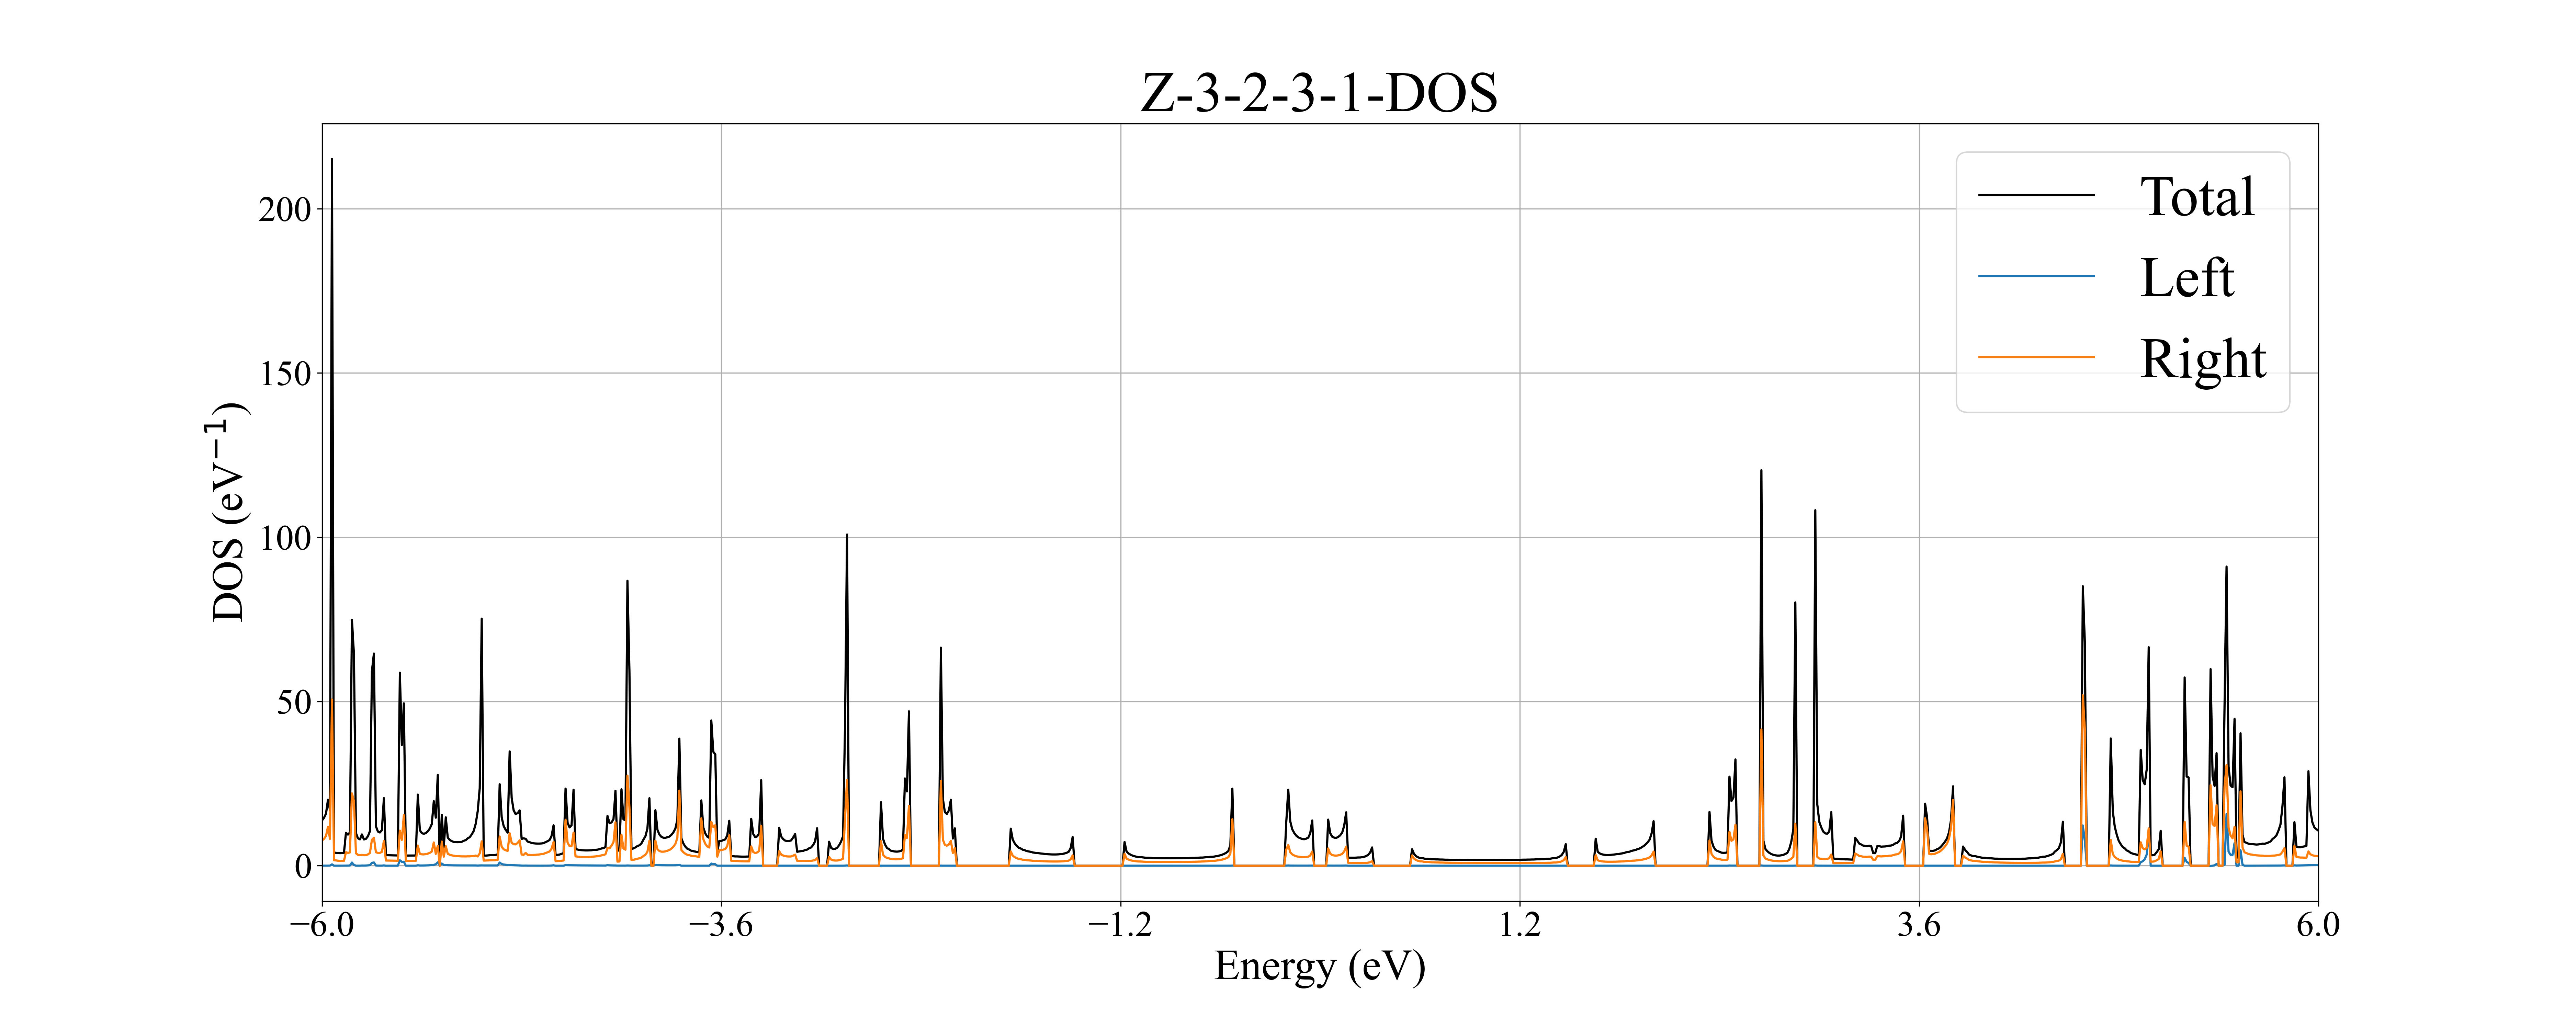 Z-3-2-3-1-DOS
Total
Left
Right
DOS (eV⁻¹)
200
150
100
50
0
−6.0
−3.6
−1.2
1.2
3.6
6.0
Energy (eV)